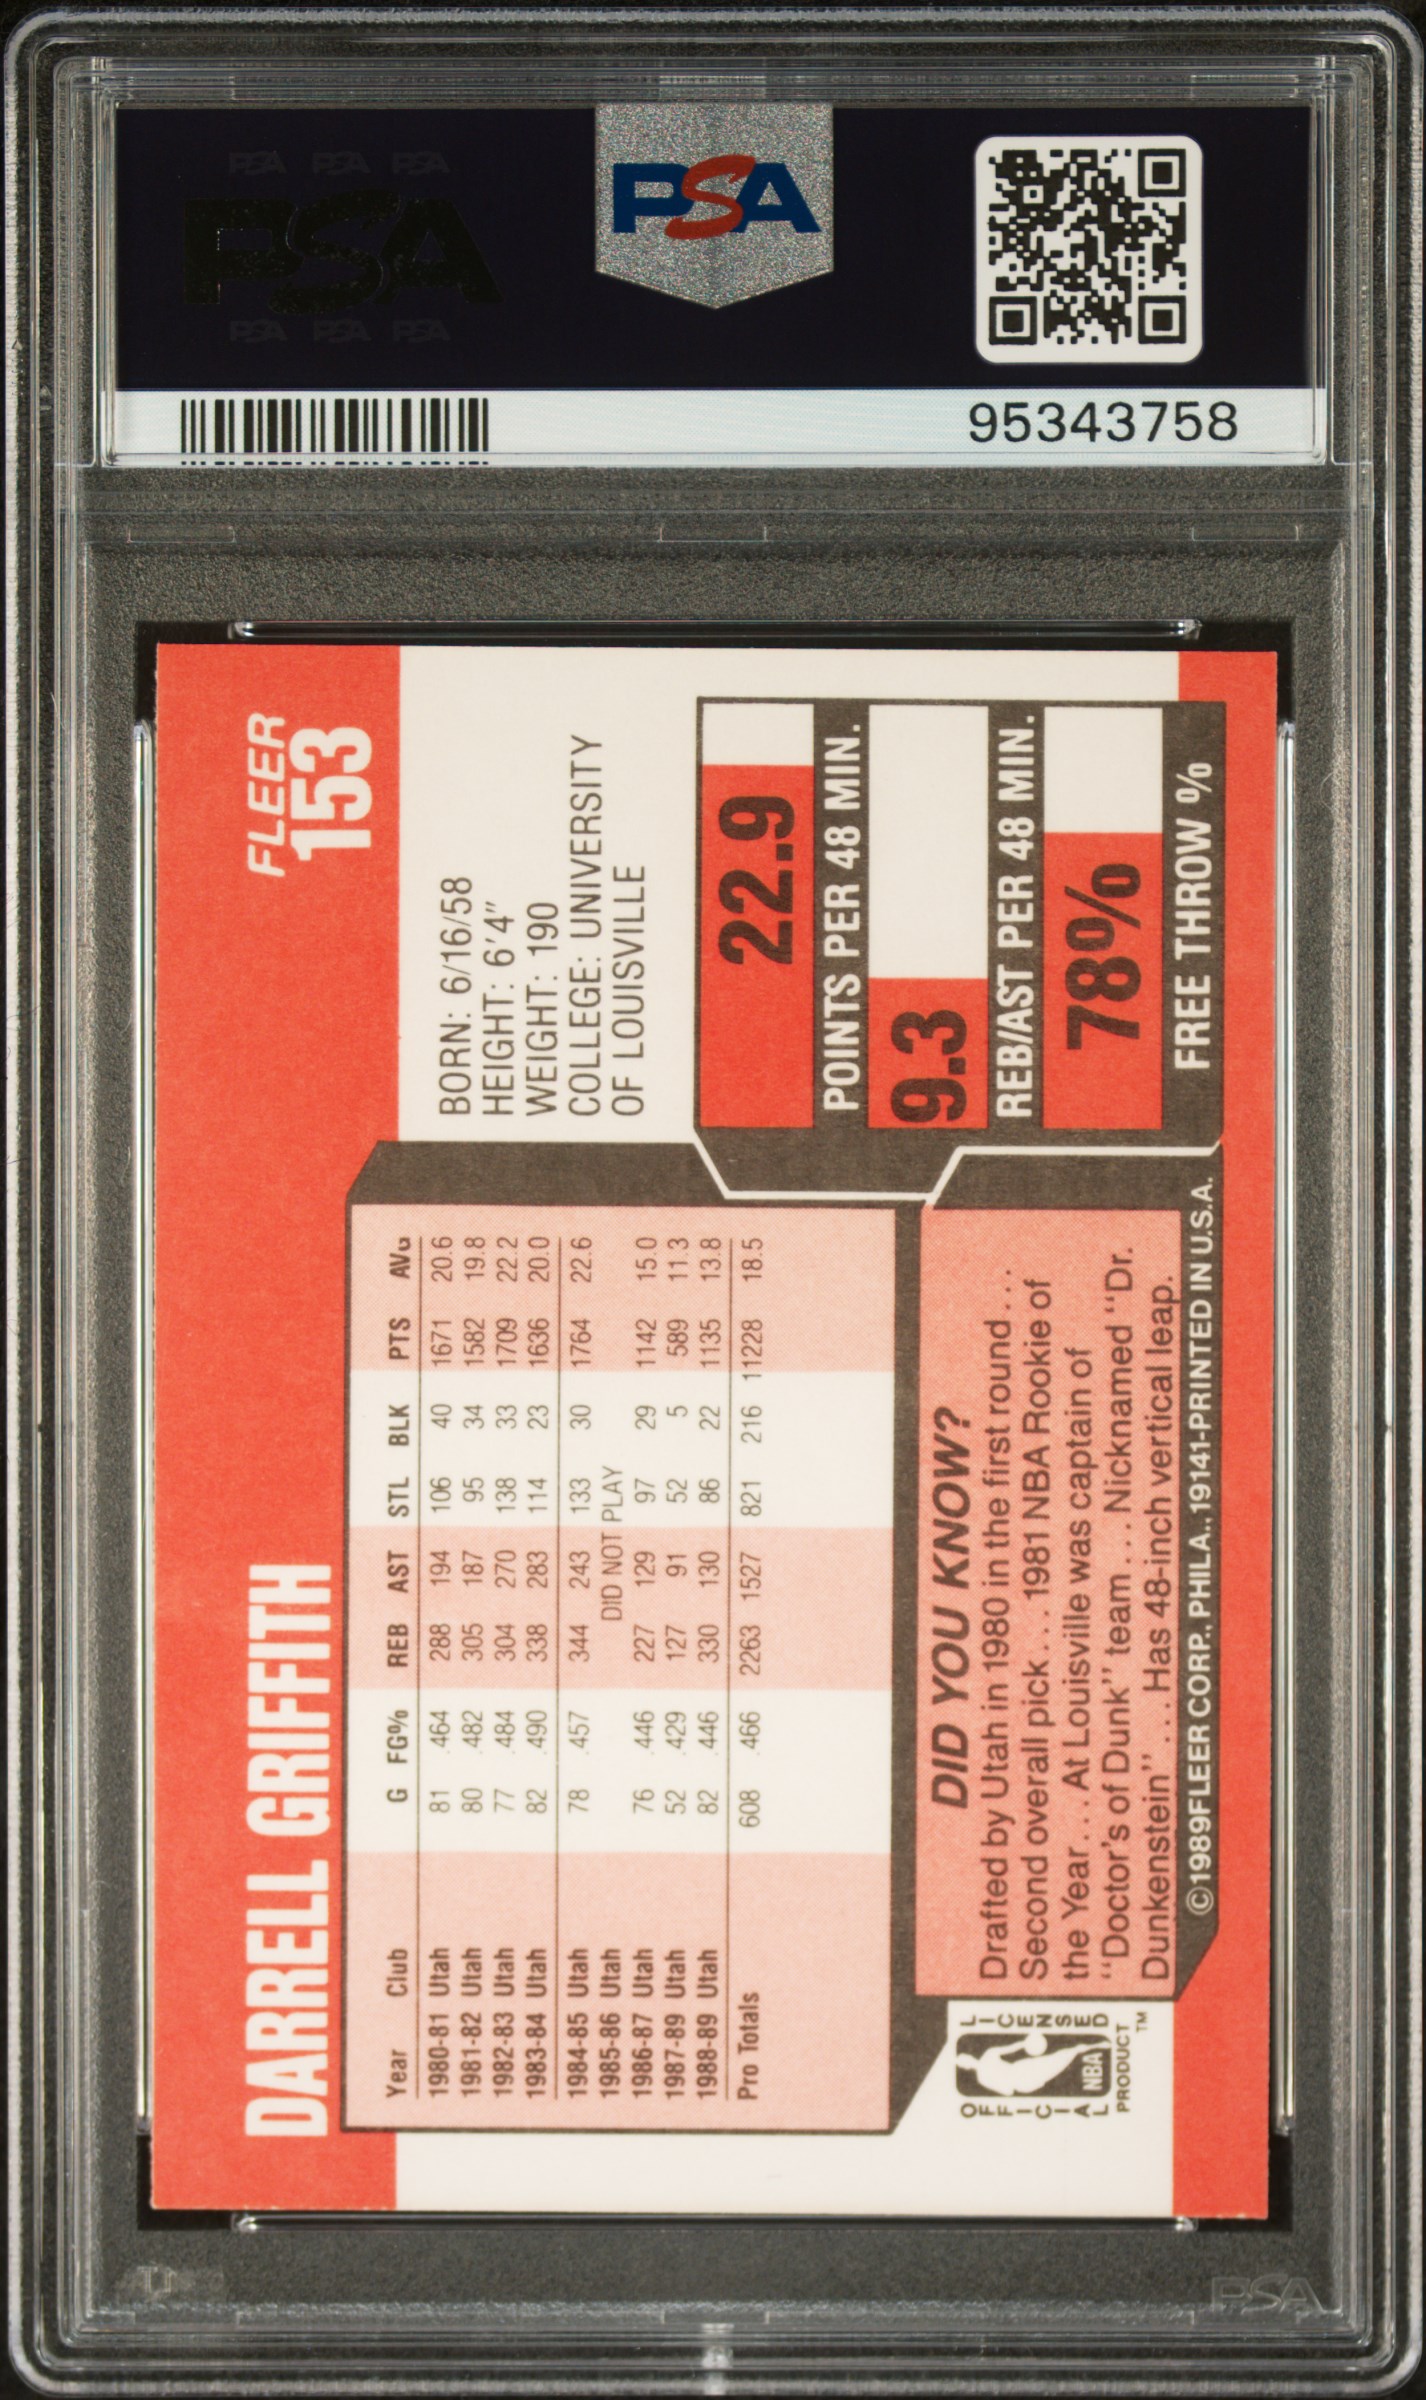 PSA PSA PSA
PSA
PSA PSA PSA
PSA
95343758
FLEER
153
DARRELL GRIFFITH
BORN: 6/16/58
HEIGHT: 6'4"
WEIGHT: 190
COLLEGE: UNIVERSITY
OF LOUISVILLE
Year Club G FG% REB AST STL BLK PTS AVG
1980-81 Utah 81 .464 288 194 106 40 1671 20.6
1981-82 Utah 80 .482 305 187 95 34 1582 19.8
1982-83 Utah 77 .484 304 270 138 33 1709 22.2
1983-84 Utah 82 .490 338 283 114 23 1636 20.0
1984-85 Utah 78 .457 344 243 133 30 1764 22.6
1985-86 Utah DID NOT PLAY
1986-87 Utah 76 .446 227 129 97 29 1142 15.0
1987-89 Utah 52 .429 127 91 52 5 589 11.3
1988-89 Utah 82 .446 330 130 86 22 1135 13.8
Pro Totals 608 .466 2263 1527 821 216 11228 18.5
22.9
POINTS PER 48 MIN.
9.3
REB/AST PER 48 MIN.
78%
FREE THROW %
DID YOU KNOW?
Drafted by Utah in 1980 in the first round...
Second overall pick...1981 NBA Rookie of
the Year...At Louisville was captain of
"Doctor's of Dunk" team...Nicknamed "Dr.
Dunkenstein"...Has 48-inch vertical leap.
©1989 FLEER CORP., PHILA., 19141-PRINTED IN U.S.A.
OFFICIAL LICENSED
NBA
PRODUCT™
PSA